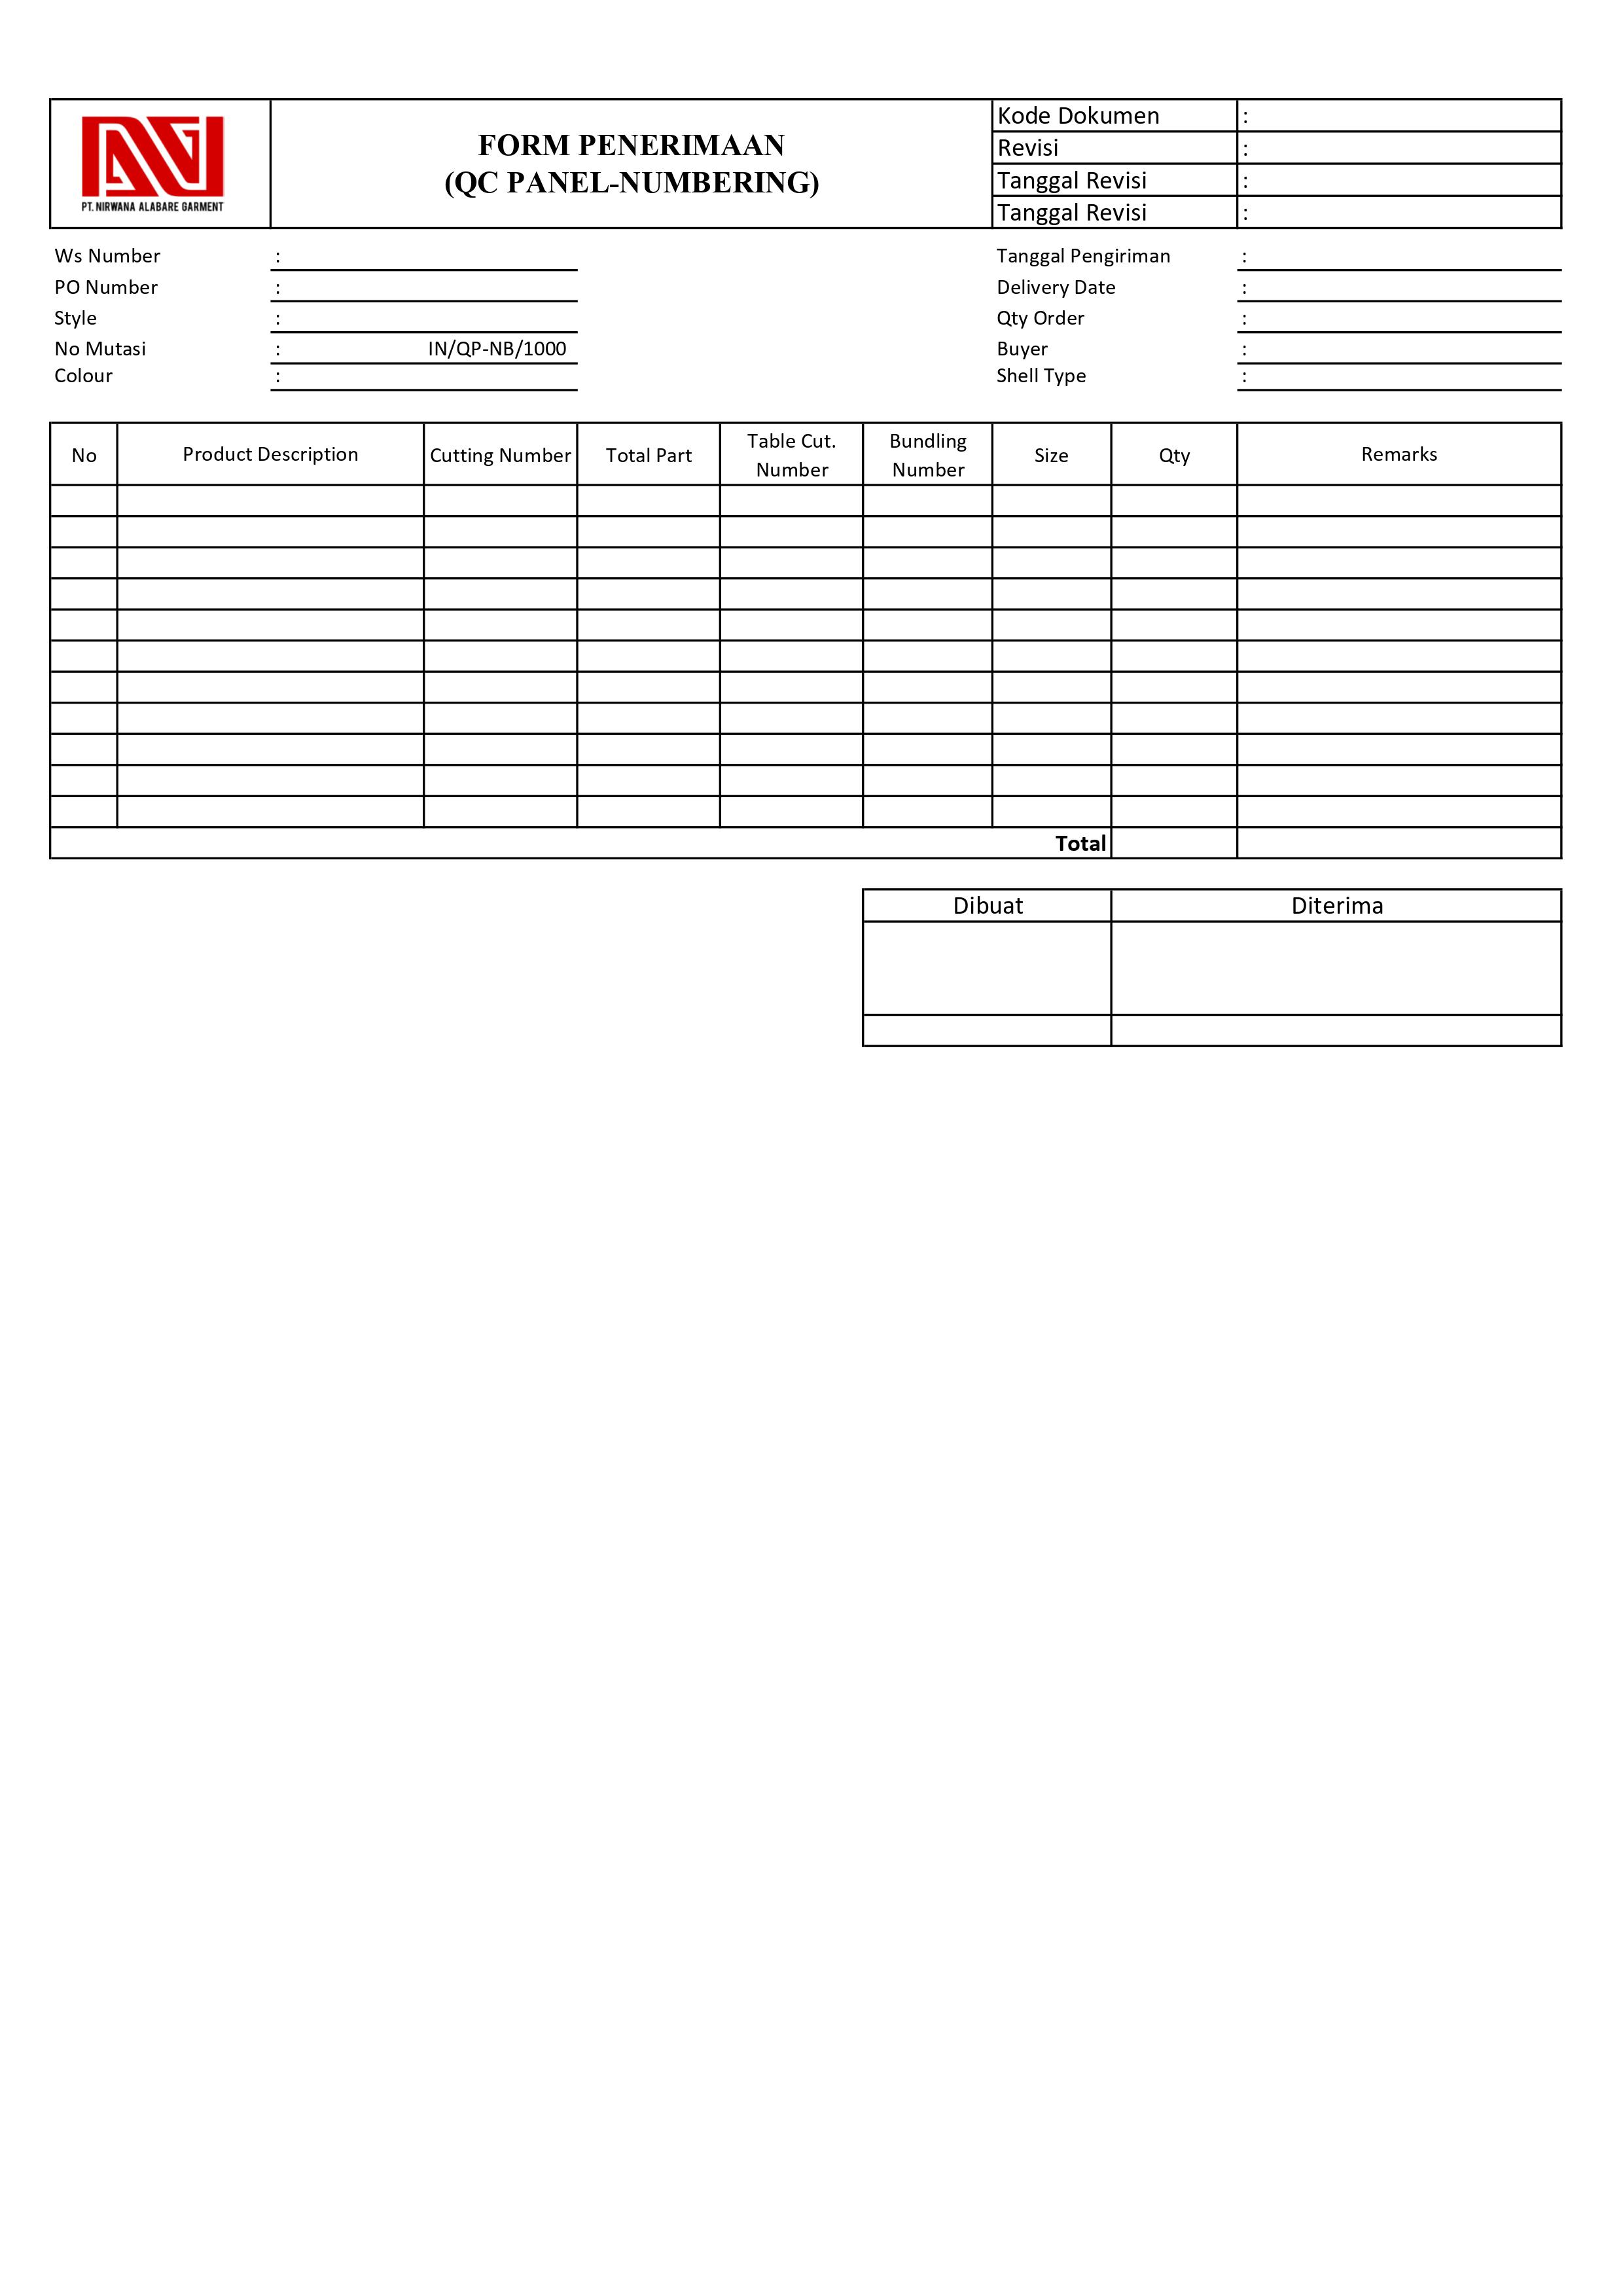 PT. NIRWANA ALABARE GARMENT
FORM PENERIMAAN
(QC PANEL-NUMBERING)
Kode Dokumen :
Revisi :
Tanggal Revisi :
Tanggal Revisi :
Ws Number : Tanggal Pengiriman :
PO Number : Delivery Date :
Style : Qty Order :
No Mutasi : IN/QP-NB/1000 Buyer :
Colour : Shell Type :
No Product Description Cutting Number Total Part Table Cut. Number Bundling Number Size Qty Remarks
Total
Dibuat Diterima